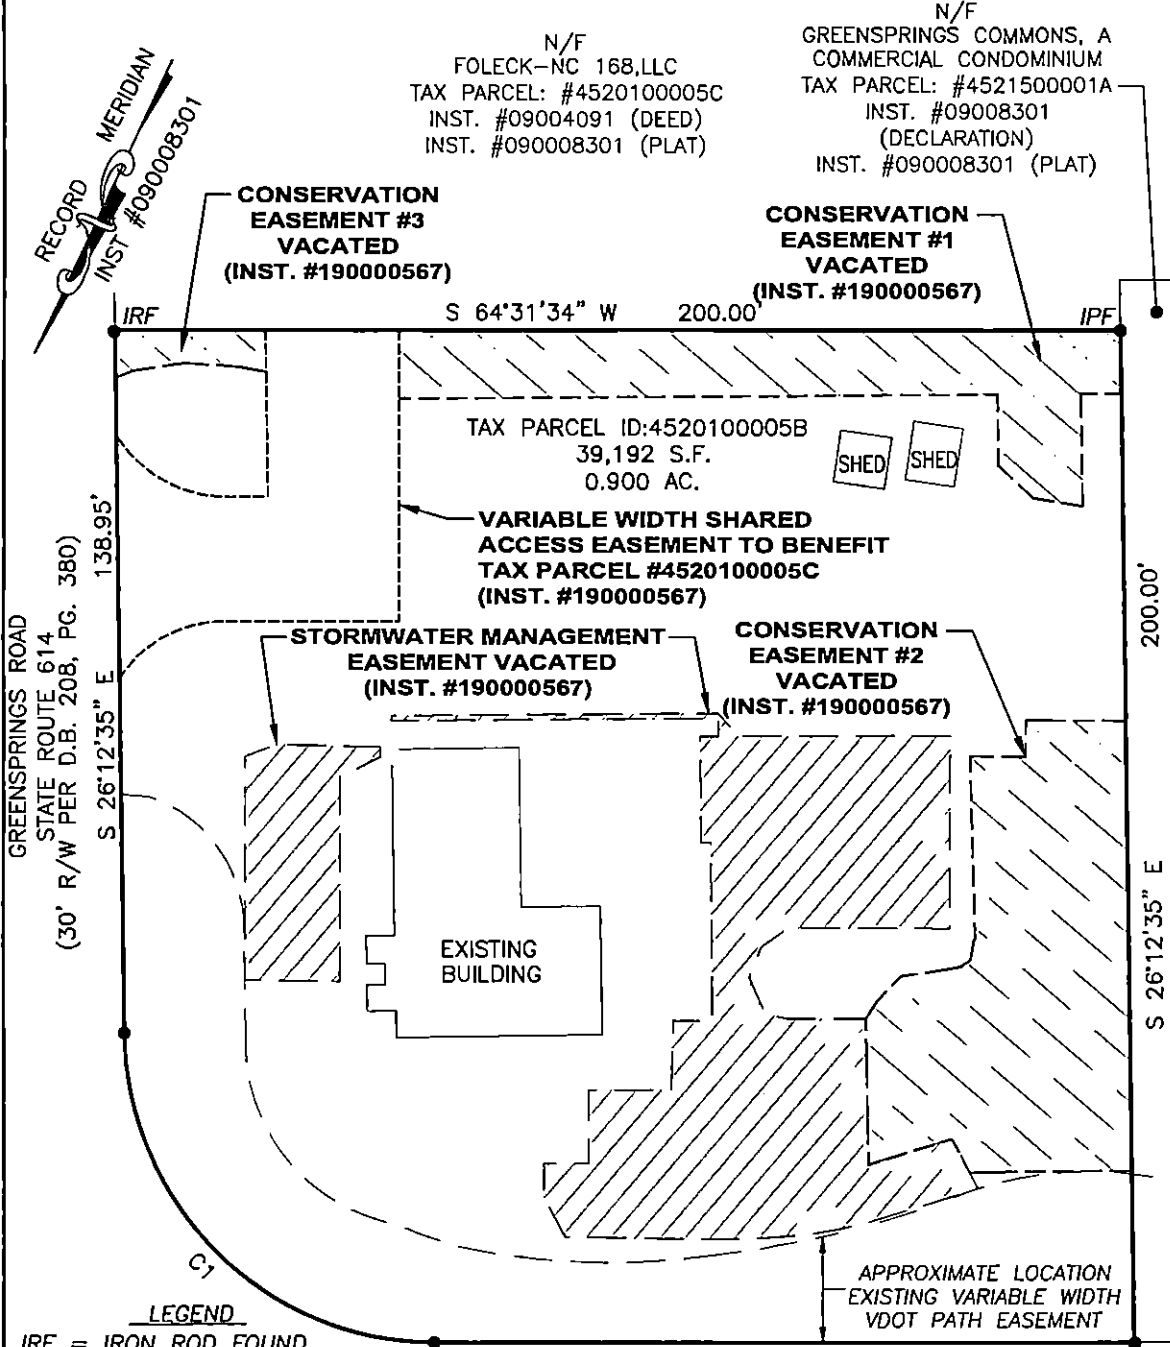 N/F
FOLECK-NC 168,LLC
TAX PARCEL: #4520100005C
INST. #09004091 (DEED)
INST. #090008301 (PLAT)
N/F
GREENSPRINGS COMMONS, A
COMMERCIAL CONDOMINIUM
TAX PARCEL: #4521500001A
INST. #09008301
(DECLARATION)
INST. #090008301 (PLAT)
RECORD MERIDIAN
INST #090008301
CONSERVATION
EASEMENT #3
VACATED
(INST. #190000567)
CONSERVATION
EASEMENT #1
VACATED
(INST. #190000567)
IRF
S 64°31'34" W 200.00'
IPF
TAX PARCEL ID:4520100005B
39,192 S.F.
0.900 AC.
SHED
SHED
VARIABLE WIDTH SHARED
ACCESS EASEMENT TO BENEFIT
TAX PARCEL #4520100005C
(INST. #190000567)
GREENSPRINGS ROAD
STATE ROUTE 614
(30' R/W PER D.B. 208, PG. 380)
S 26°12'35" E 138.95'
STORMWATER MANAGEMENT
EASEMENT VACATED
(INST. #190000567)
CONSERVATION
EASEMENT #2
VACATED
(INST. #190000567)
S 26°12'35" E 200.00'
EXISTING
BUILDING
C1
APPROXIMATE LOCATION
EXISTING VARIABLE WIDTH
VDOT PATH EASEMENT
LEGEND
IRF = IRON ROD FOUND